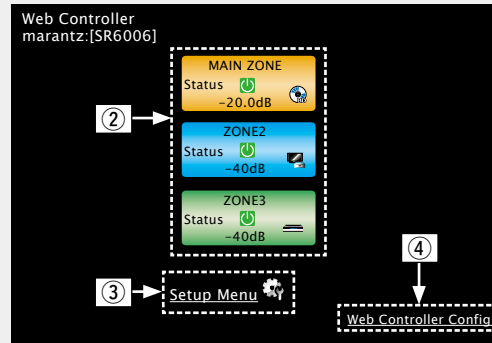 Web Controller
marantz:[SR6006]
MAIN ZONE
Status
-20.0dB
②
ZONE2
Status
-40dB
ZONE3
Status
-40dB
④
③
Setup Menu
Web Controller Config